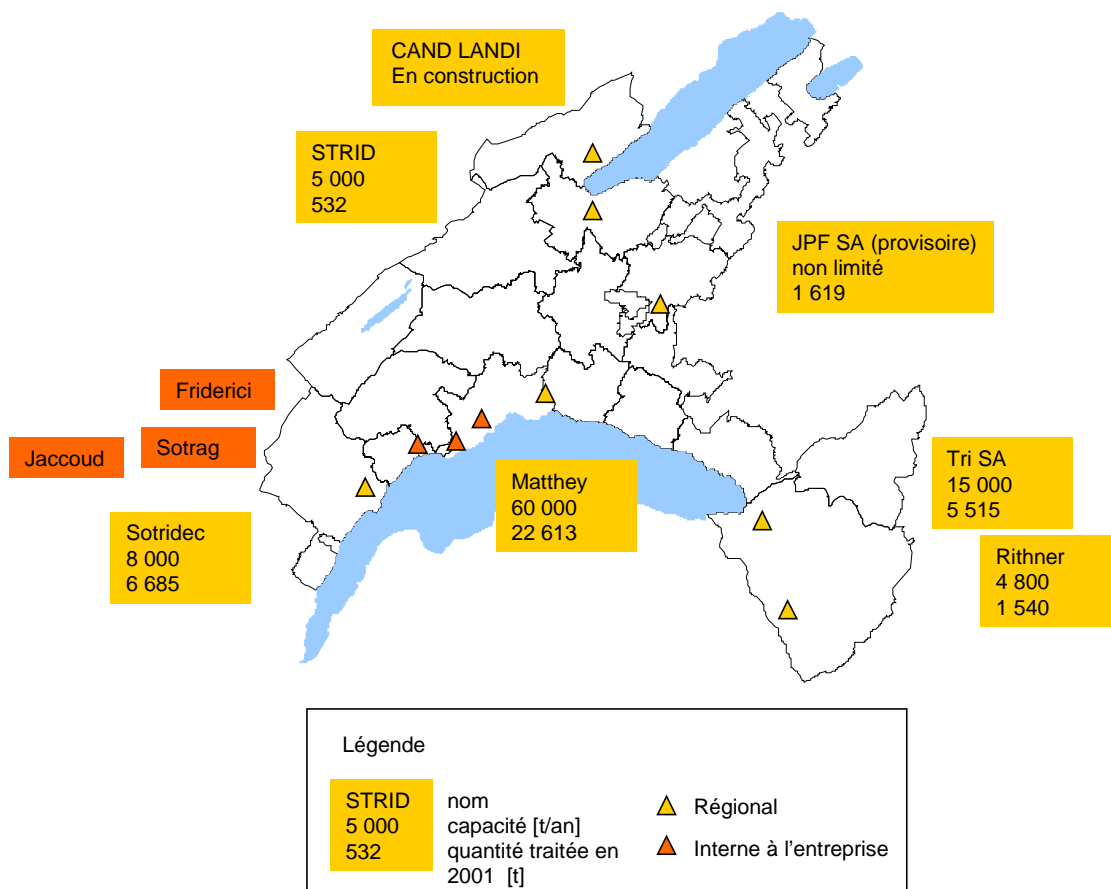 CAND LANDI
En construction
STRID
5 000
532
JPF SA (provisoire)
non limité
1 619
Friderici
Jaccoud
Sotrag
Matthey
60 000
22 613
Tri SA
15 000
5 515
Sotridec
8 000
6 685
Rithner
4 800
1 540
Légende
STRID
5 000
532
nom
capacité [t/an]
quantité traitée en
2001 [t]
Régional
Interne à l'entreprise